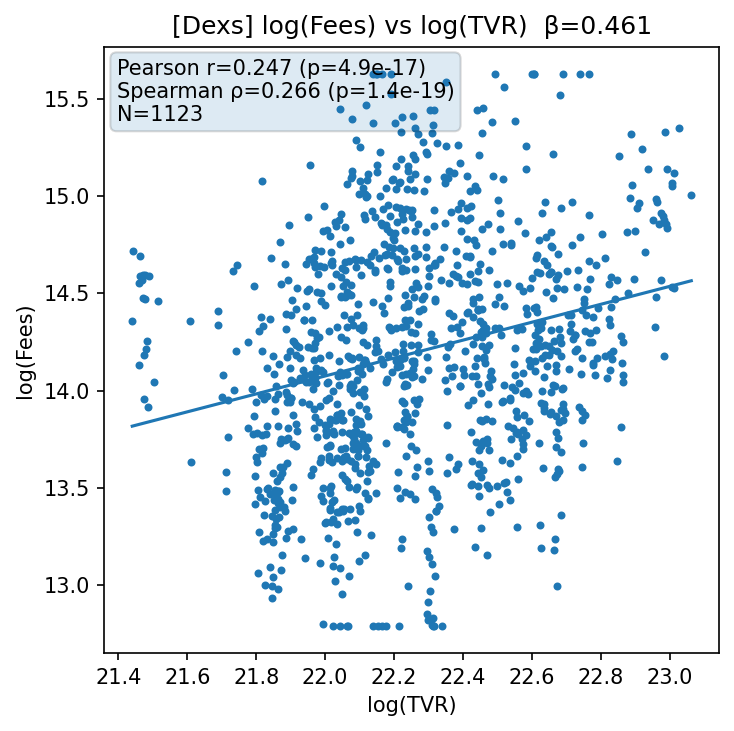 [Dexs] log(Fees) vs log(TVR) β=0.461
Pearson r=0.247 (p=4.9e-17)
Spearman ρ=0.266 (p=1.4e-19)
N=1123
log(Fees)
15.5
15.0
14.5
14.0
13.5
13.0
21.4 21.6 21.8 22.0 22.2 22.4 22.6 22.8 23.0
log(TVR)